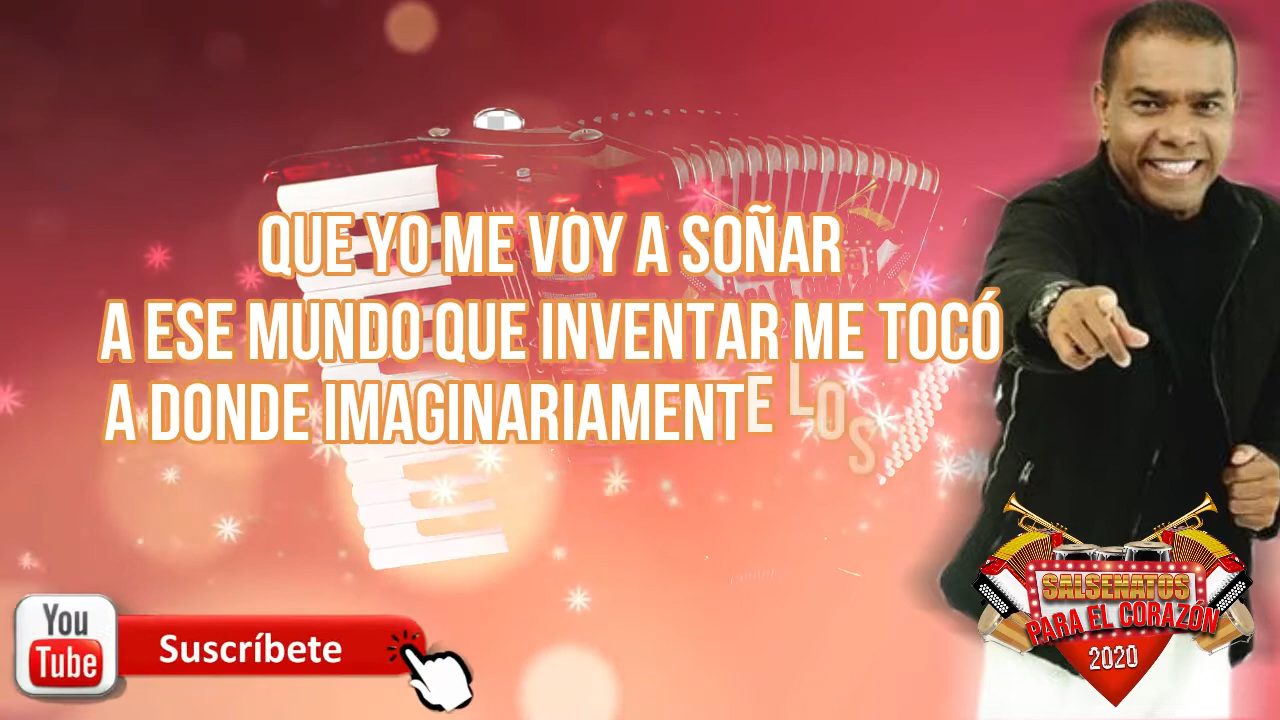 QUE YO ME VOY A SOÑAR
A ESE MUNDO QUE INVENTAR ME TOCÓ
A DONDE IMAGINARIAMENTE LOS
You
Tube
Suscríbete
SALSENATOS
PARA EL CORAZÓN
2020